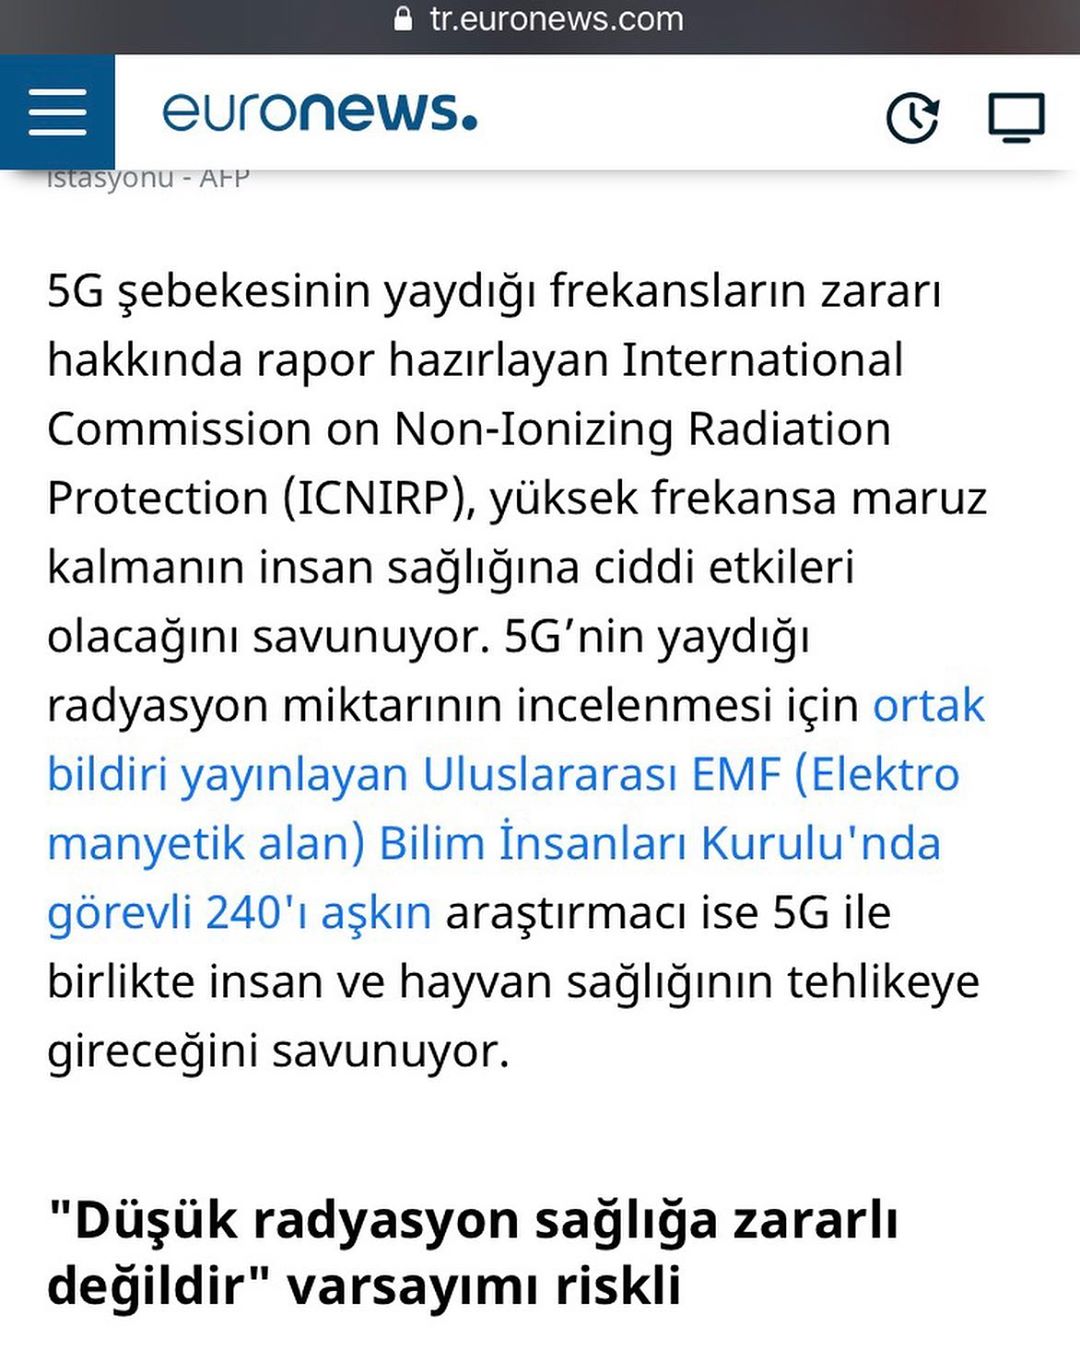 tr.euronews.com
euronews.
istasyonu - AFP
5G şebekesinin yaydığı frekansların zararı
hakkında rapor hazırlayan International
Commission on Non-Ionizing Radiation
Protection (ICNIRP), yüksek frekansa maruz
kalmanın insan sağlığına ciddi etkileri
olacağını savunuyor. 5G’nin yaydığı
radyasyon miktarının incelenmesi için ortak
bildiri yayınlayan Uluslararası EMF (Elektro
manyetik alan) Bilim İnsanları Kurulu'nda
görevli 240'ı aşkın araştırmacı ise 5G ile
birlikte insan ve hayvan sağlığının tehlikeye
gireceğini savunuyor.
"Düşük radyasyon sağlığa zararlı
değildir" varsayımı riskli